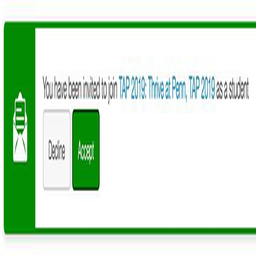 You have been invited to join TAP 2019: Thrive at Penn, TAP 2019 as a student
Decline
Accept